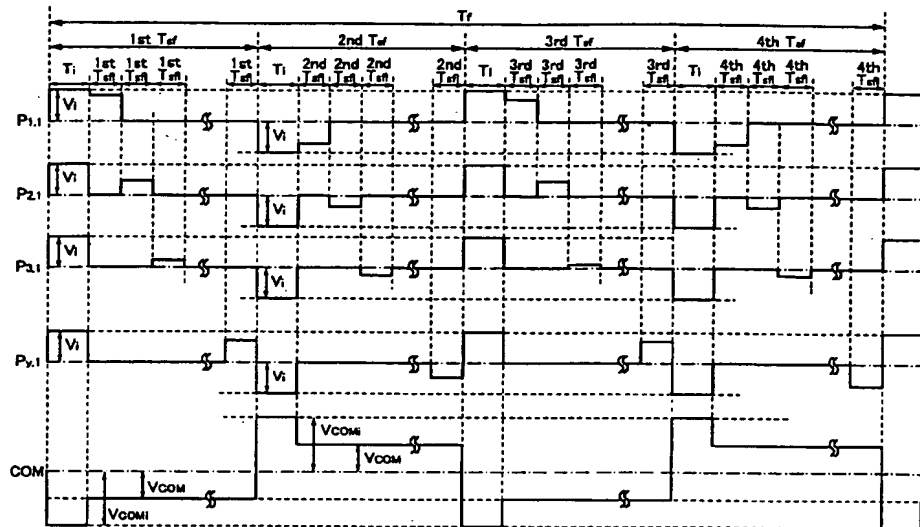 Tf
1st Tsf 2nd Tsf 3rd Tsf 4th Tsf
Ti 1st 1st 1st 1st Ti 2nd 2nd 2nd 2nd Ti 3rd 3rd 3rd 3rd Ti 4th 4th 4th 4th
Tsfl Tsfl Tsfl Tsfl Tsfl Tsfl Tsfl Tsfl Tsfl Tsfl Tsfl Tsfl Tsfl Tsfl Tsfl Tsfl
P1,1 Vi Vi
P2,1 Vi Vi
P3,1 Vi Vi
Py,1 Vi Vi
VCOMi
VCOM
COM
VCOM
VCOMi